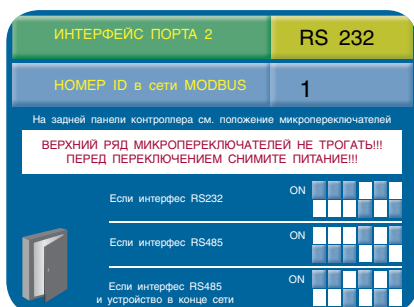 ИНТЕРФЕЙС ПОРТА 2 RS 232
НОМЕР ID в сети MODBUS 1
На задней панели контроллера см. положение микропереключателей
ВЕРХНИЙ РЯД МИКРОПЕРЕКЛЮЧАТЕЛЕЙ НЕ ТРОГАТЬ!!!
ПЕРЕД ПЕРЕКЛЮЧЕНИЕМ СНИМИТЕ ПИТАНИЕ!!!
Если интерфес RS232 ON
Если интерфес RS485 ON
Если интерфес RS485 ON
и устройство в конце сети